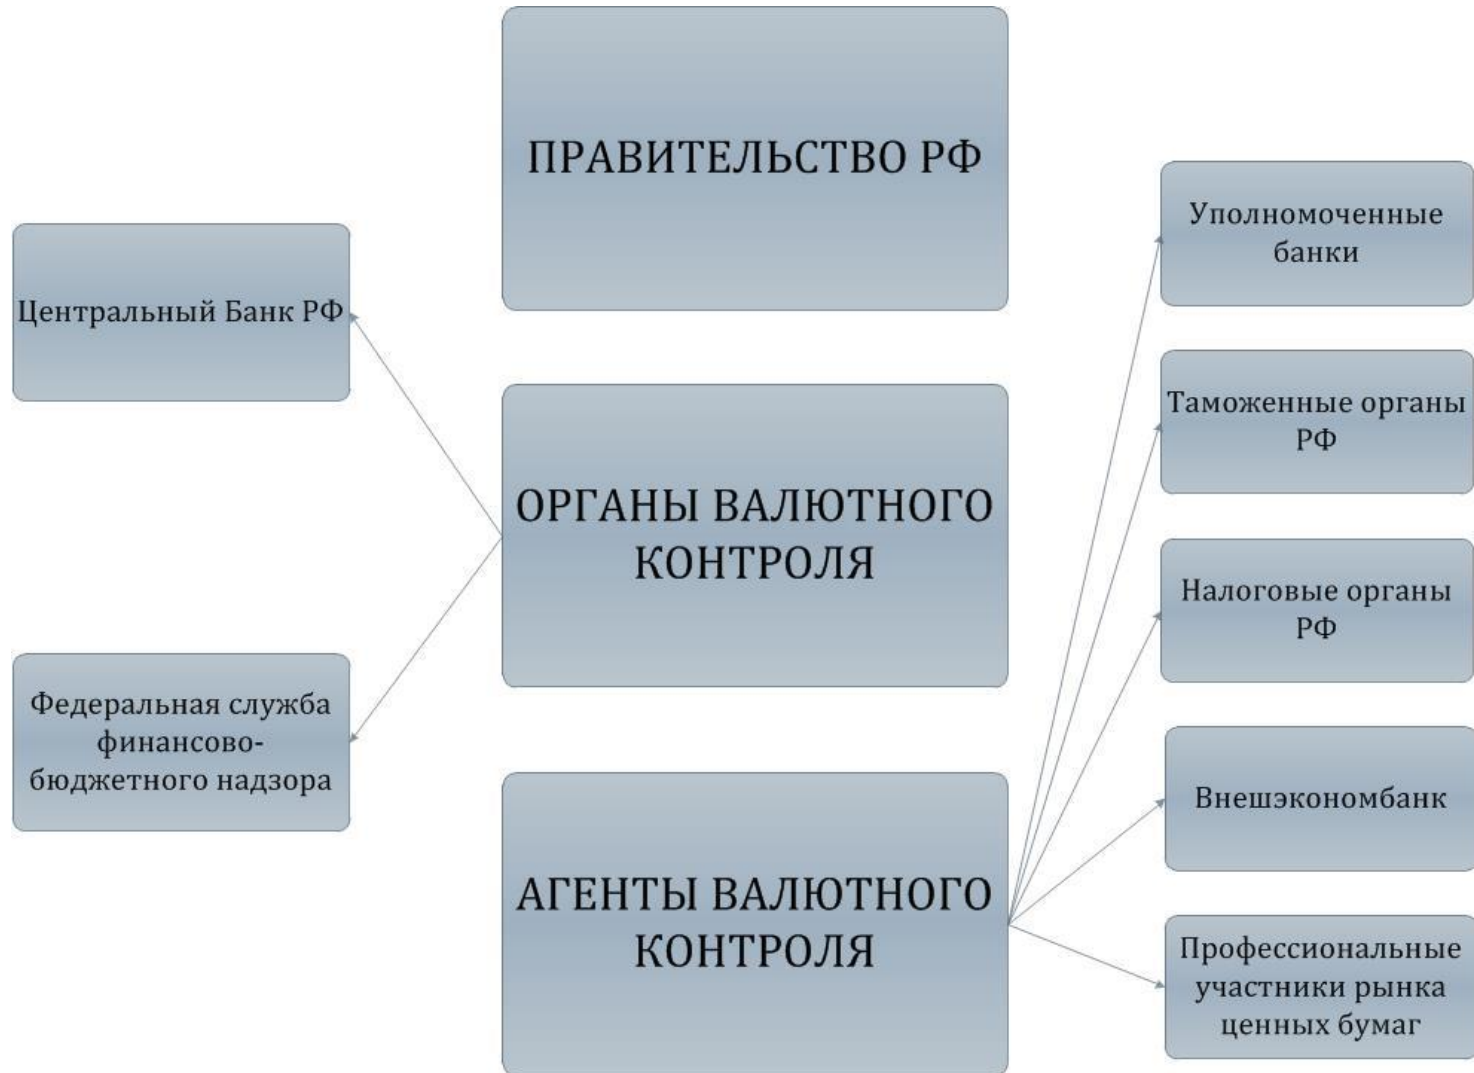 ПРАВИТЕЛЬСТВО РФ
Центральный Банк РФ
ОРГАНЫ ВАЛЮТНОГО
КОНТРОЛЯ
Федеральная служба
финансово-
бюджетного надзора
АГЕНТЫ ВАЛЮТНОГО
КОНТРОЛЯ
Уполномоченные
банки
Таможенные органы
РФ
Налоговые органы
РФ
Внешэкономбанк
Профессиональные
участники рынка
ценных бумаг